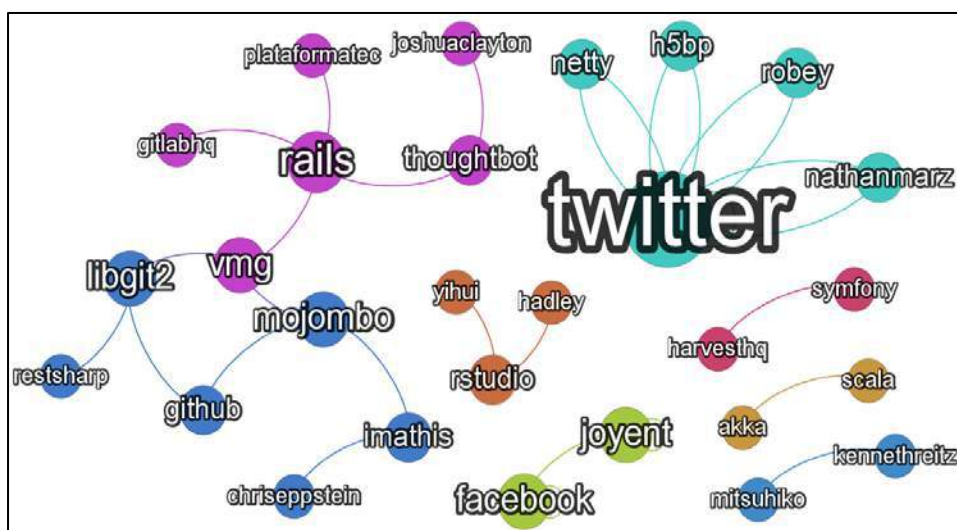 plataformatec
joshuaclayton
netty
h5bp
robey
gitlabhq
rails
thoughtbot
nathanmarz
twitter
libgit2
vmg
mojombo
yihui
hadley
symfony
harvesthq
restsharp
rstudio
scala
github
akka
imathis
joyent
kennethreitz
chriseppstein
facebook
mitsuhiko